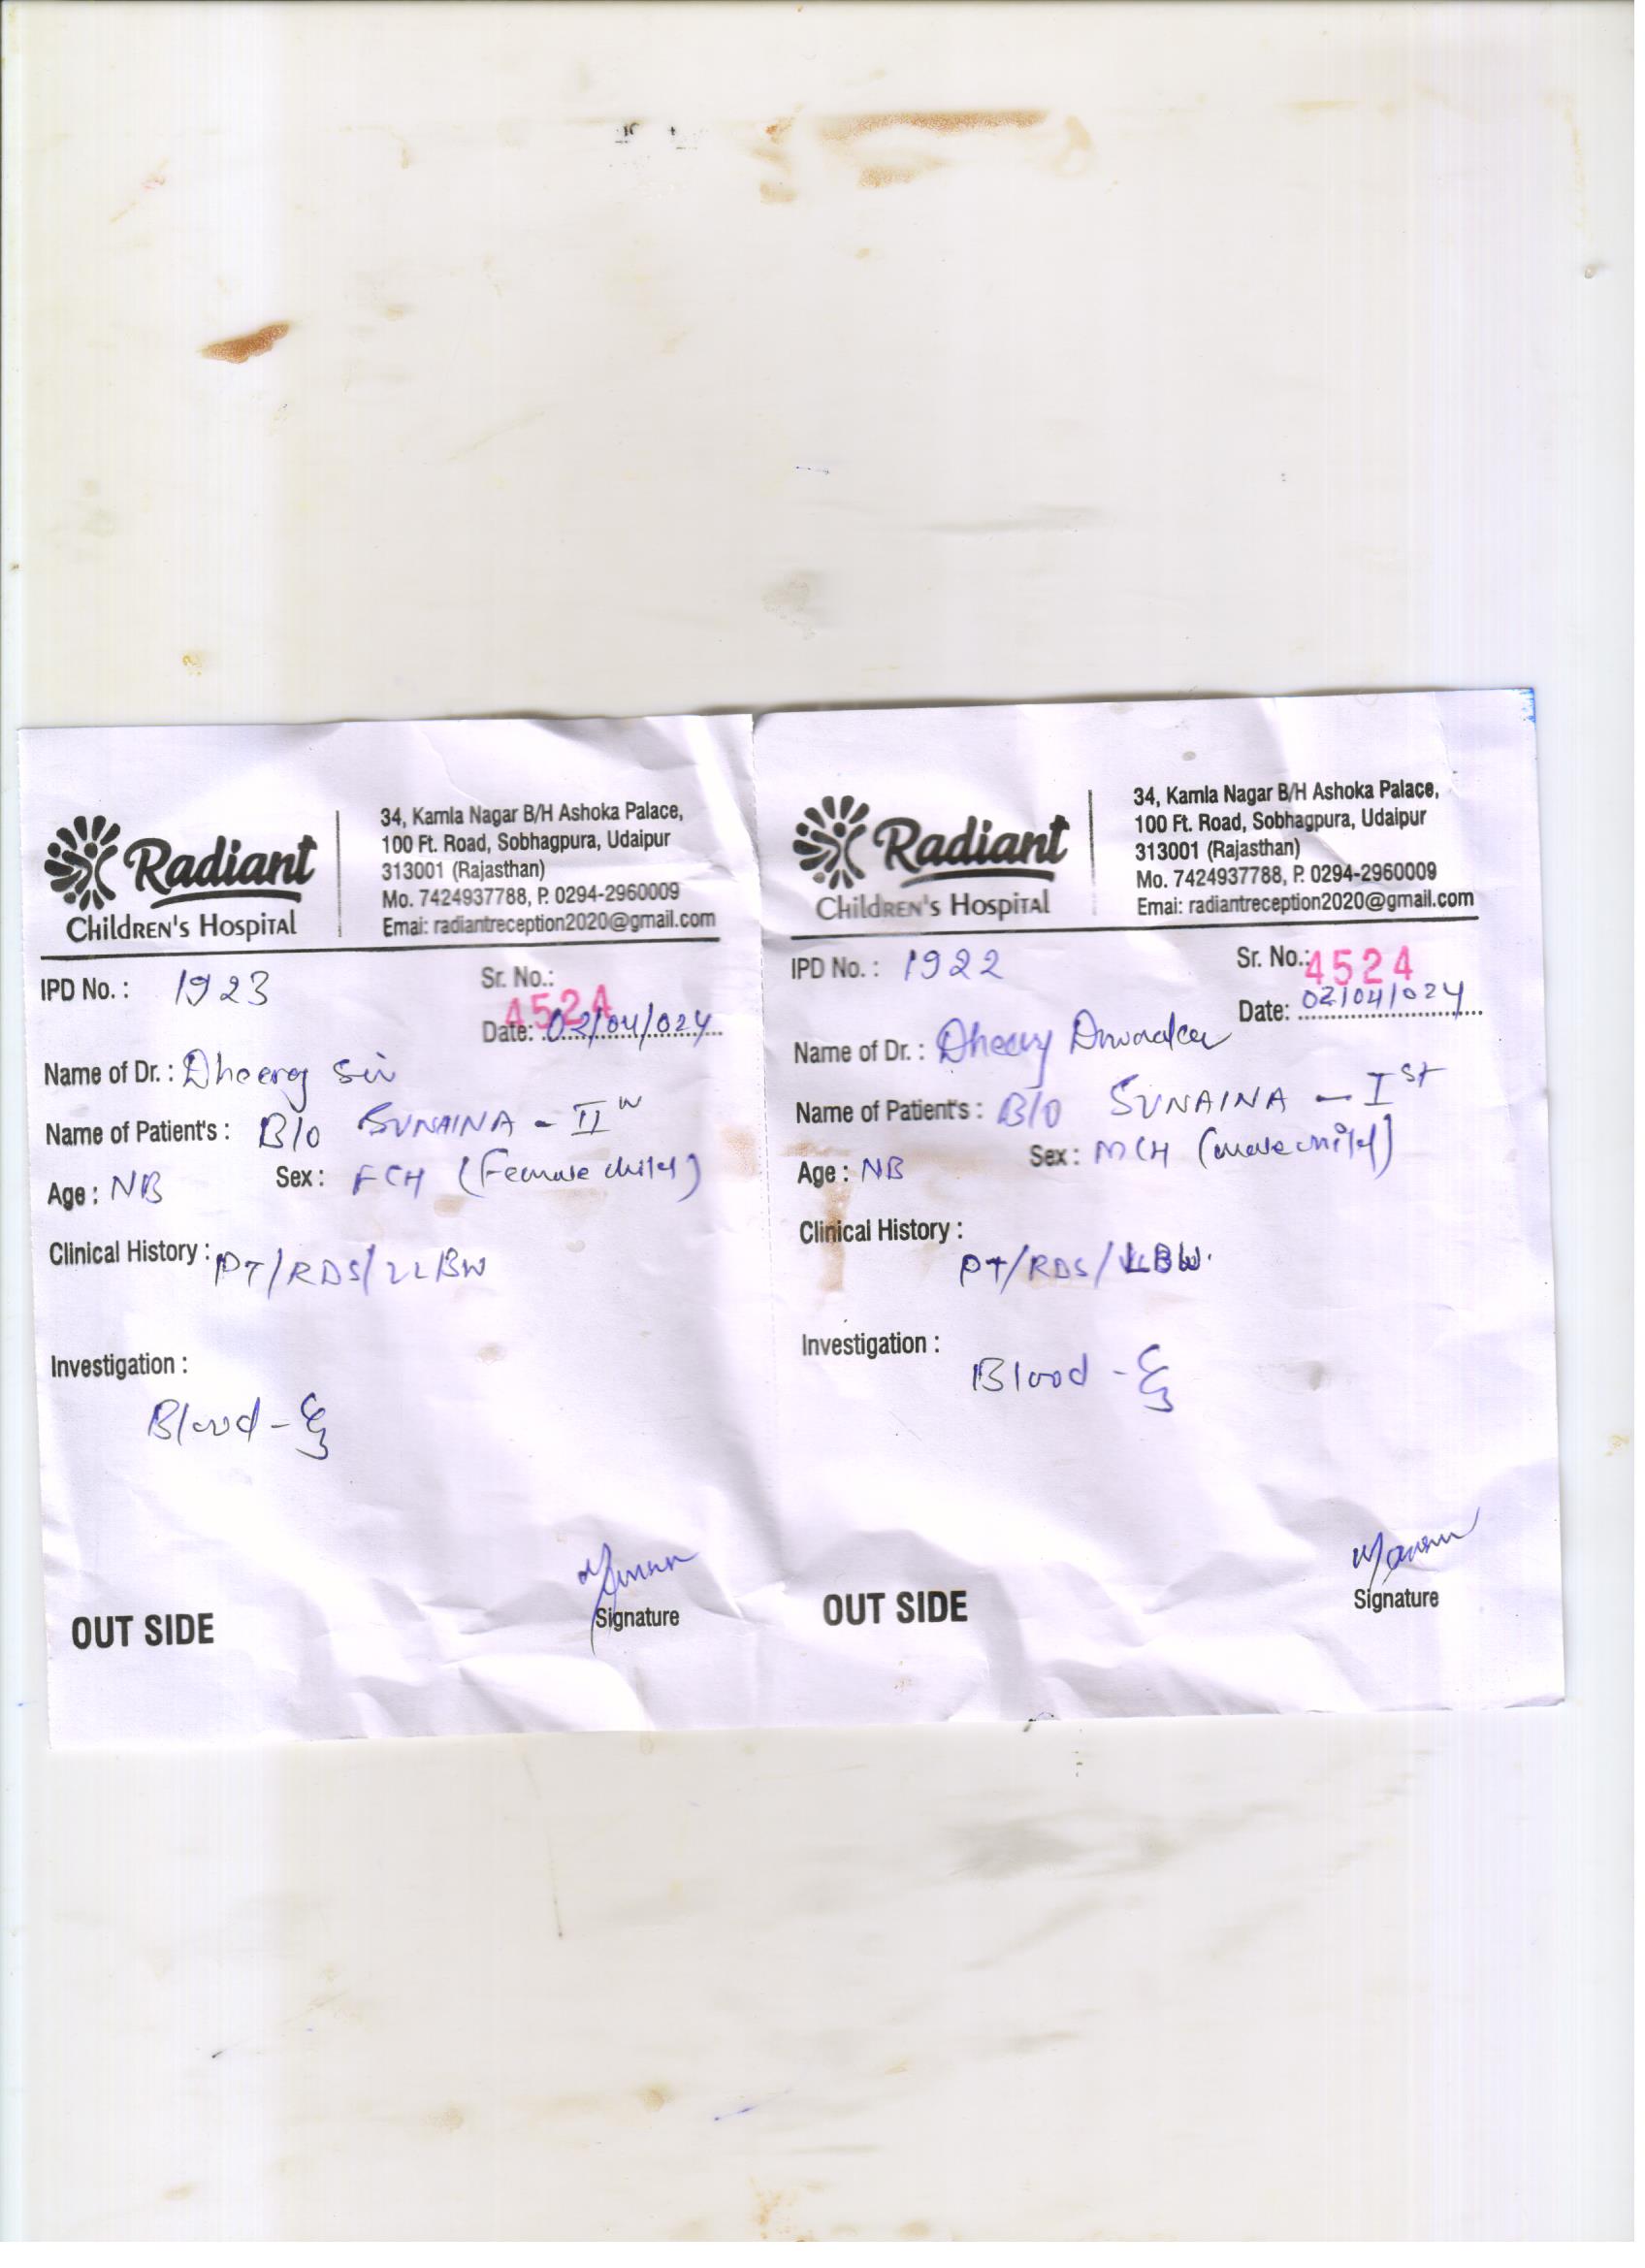 Radiant
Children's Hospital
34, Kamla Nagar B/H Ashoka Palace,
100 Ft. Road, Sobhagpura, Udaipur
313001 (Rajasthan)
Mo. 7424937788, P. 0294-2960009
Emai: radiantreception2020@gmail.com
IPD No. : 1923
Sr. No.:
4524
Date: 02/04/024
Name of Dr. : Dheeraj Sir
Name of Patient's : B/O SUNAINA - II
Age : NB Sex : FCH (Female child)
Clinical History : PT/RDS/ LBW
Investigation :
Blood -
OUT SIDE
Signature
Radiant
Children's Hospital
34, Kamla Nagar B/H Ashoka Palace,
100 Ft. Road, Sobhagpura, Udaipur
313001 (Rajasthan)
Mo. 7424937788, P. 0294-2960009
Emai: radiantreception2020@gmail.com
IPD No. : 1922
Sr. No.: 4524
Date: 02/04/024
Name of Dr. : Dheeraj
Name of Patient's : B/O SUNAINA - Ist
Age : NB Sex : MCH (male child)
Clinical History :
PT/RDS/ LBW.
Investigation :
Blood -
OUT SIDE
Signature